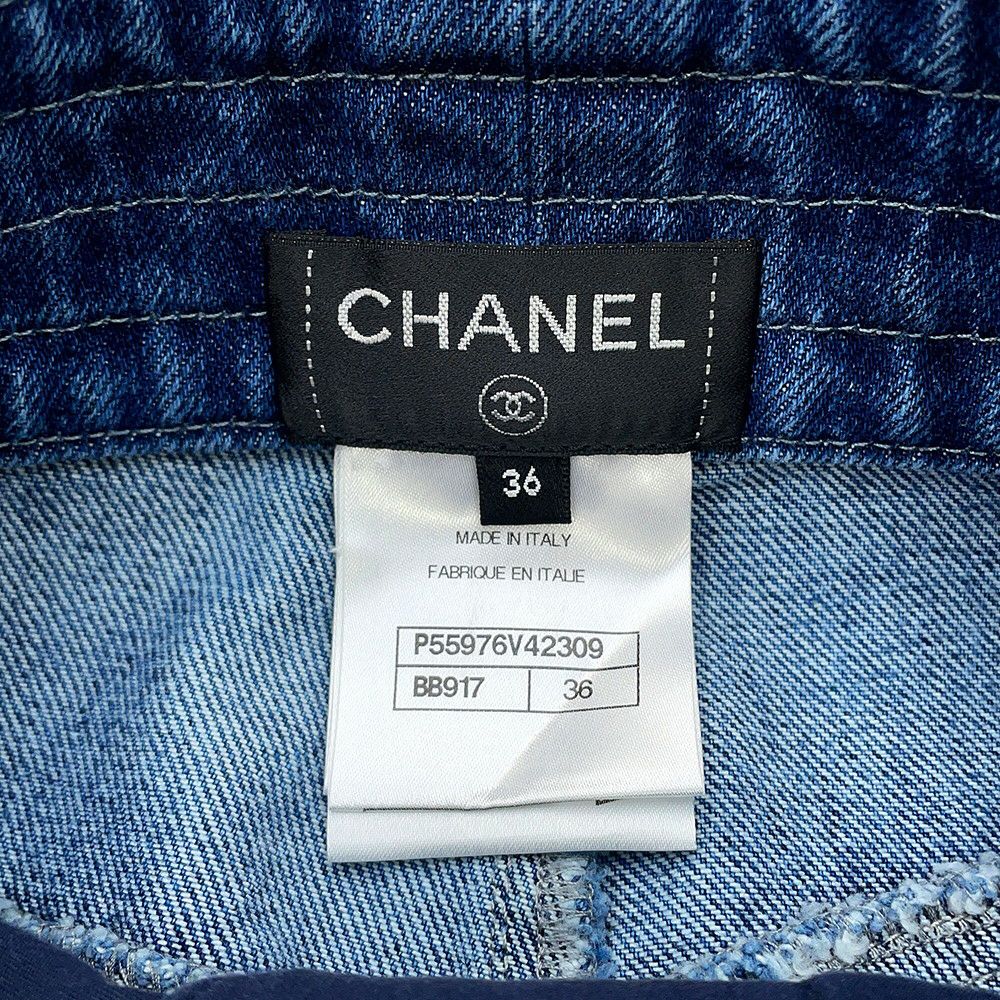 CHANEL
36
MADE IN ITALY
FABRIQUE EN ITALIE
P55976V42309
BB917 36